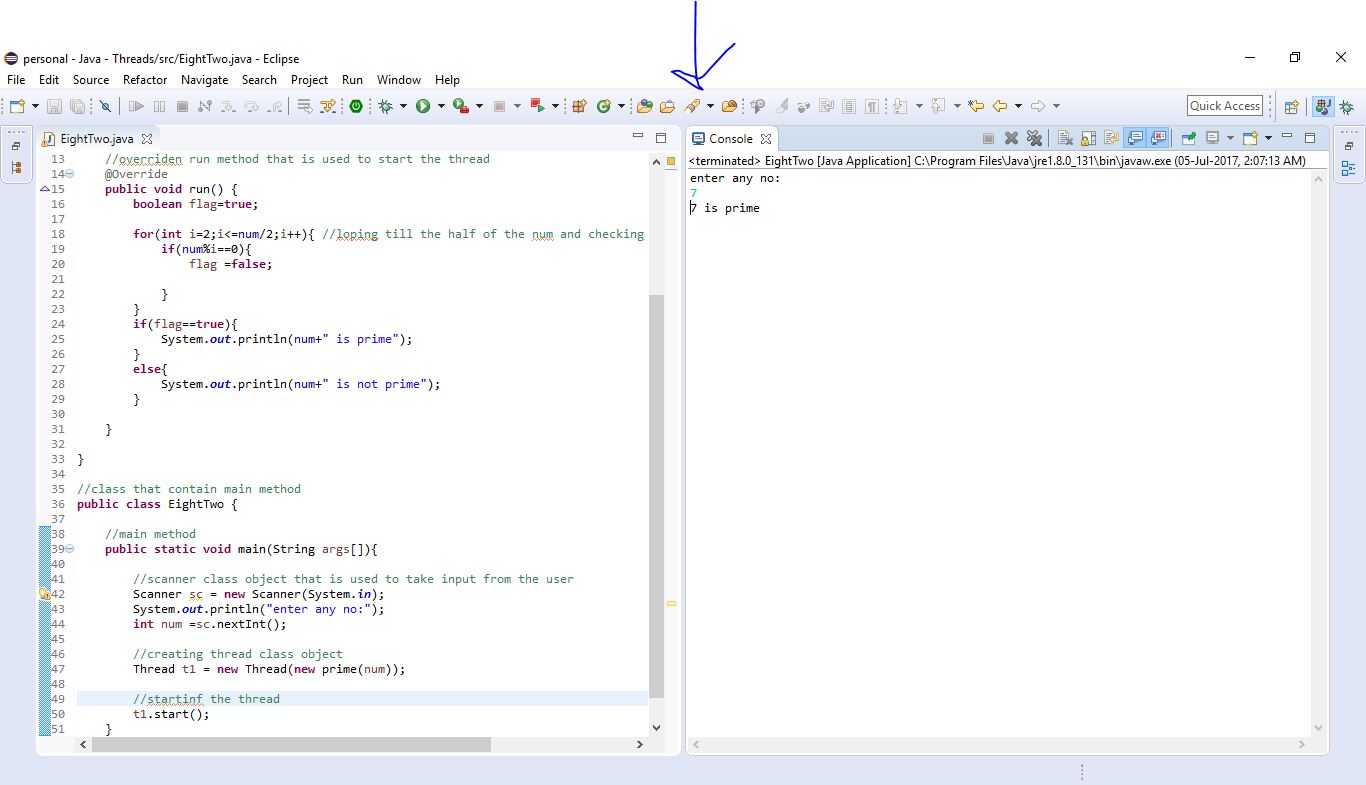 personal - Java - Threads/src/EightTwo.java - Eclipse
File Edit Source Refactor Navigate Search Project Run Window Help
Quick Access
EightTwo.java
13 //overriden run method that is used to start the thread
14 @Override
15 public void run() {
16 boolean flag=true;
17
18 for(int i=2;i<=num/2;i++){ //loping till the half of the num and checking
19 if(num%i==0){
20 flag =false;
21
22 }
23 }
24 if(flag==true){
25 System.out.println(num+" is prime");
26 }
27 else{
28 System.out.println(num+" is not prime");
29 }
30
31 }
32
33 }
34
35 //class that contain main method
36 public class EightTwo {
37
38 //main method
39 public static void main(String args[]){
40
41 //scanner class object that is used to take input from the user
42 Scanner sc = new Scanner(System.in);
43 System.out.println("enter any no:");
44 int num =sc.nextInt();
45
46 //creating thread class object
47 Thread t1 = new Thread(new prime(num));
48
49 //startinf the thread
50 t1.start();
51 }
Console
<terminated> EightTwo [Java Application] C:\Program Files\Java\jre1.8.0_131\bin\javaw.exe (05-Jul-2017, 2:07:13 AM)
enter any no:
7
7 is prime